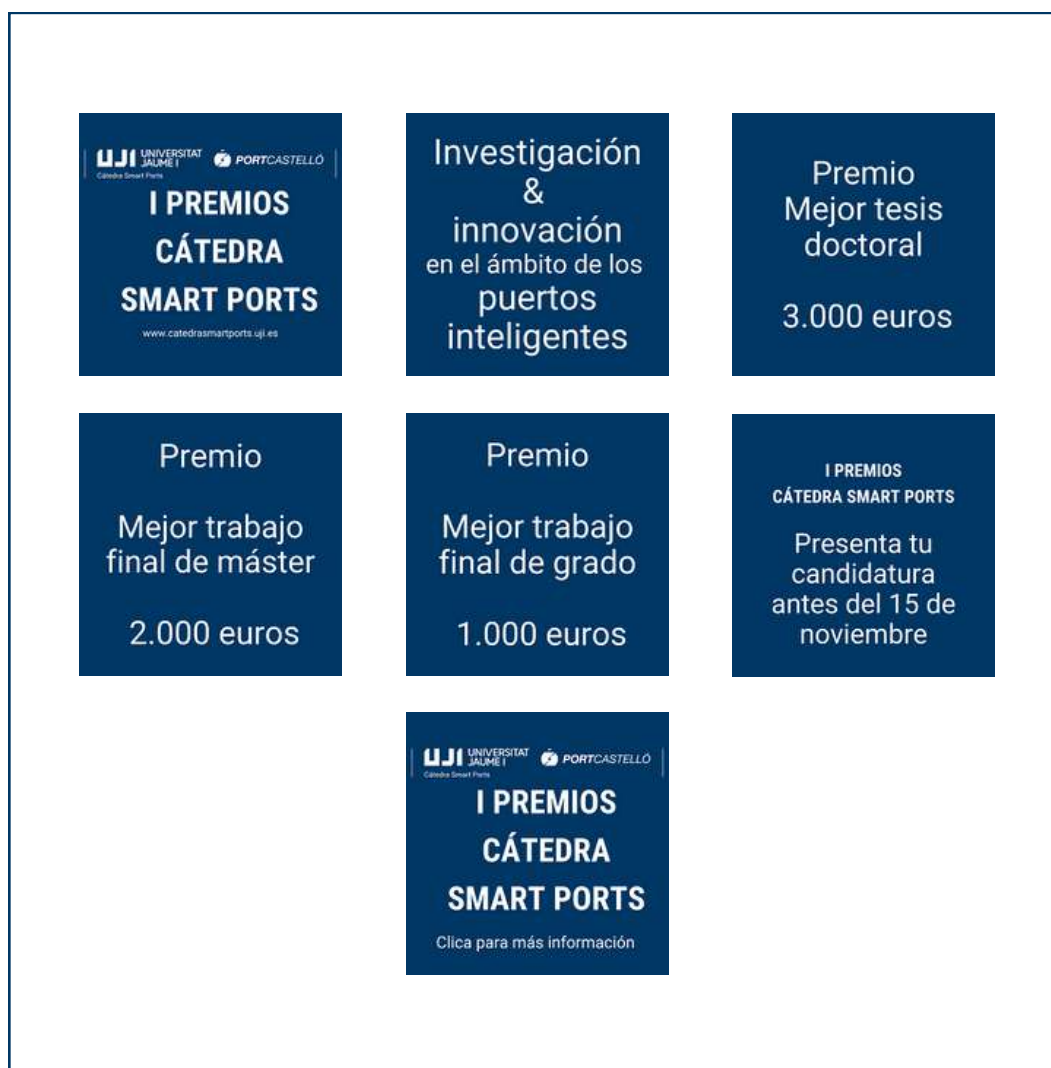 UJI UNIVERSITAT JAUME I PORTCASTELLÓ
Cátedra Smart Ports
I PREMIOS
CÁTEDRA
SMART PORTS
www.catedrasmartports.uji.es
Investigación
&
innovación
en el ámbito de los
puertos
inteligentes
Premio
Mejor tesis
doctoral
3.000 euros
Premio
Mejor trabajo
final de máster
2.000 euros
Premio
Mejor trabajo
final de grado
1.000 euros
I PREMIOS
CÁTEDRA SMART PORTS
Presenta tu
candidatura
antes del 15 de
noviembre
UJI UNIVERSITAT JAUME I PORTCASTELLÓ
Cátedra Smart Ports
I PREMIOS
CÁTEDRA
SMART PORTS
Clica para más información